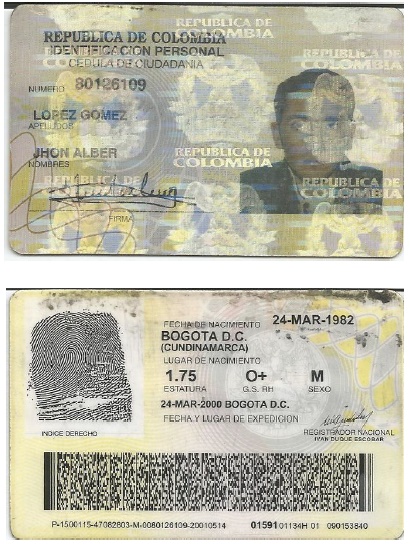 REPUBLICA DE COLOMBIA
IDENTIFICACION PERSONAL
CEDULA DE CIUDADANIA
NUMERO 80126109
LOPEZ GOMEZ
APELLIDOS
JHON ALBER
NOMBRES
FIRMA
REPUBLICA DE
COLOMBIA
REPUBLICA DE
COLOMBIA
REPUBLICA DE
COLOMBIA
REPUBLICA DE
COLOMBIA
FECHA DE NACIMIENTO 24-MAR-1982
BOGOTA D.C.
(CUNDINAMARCA)
LUGAR DE NACIMIENTO
1.75 O+ M
ESTATURA G.S. RH SEXO
24-MAR-2000 BOGOTA D.C.
FECHA Y LUGAR DE EXPEDICION
INDICE DERECHO
REGISTRADOR NACIONAL
IVAN DUQUE ESCOBAR
P-1500115-47082803-M-0080126109-20010514 01591 01134H 01 090153840